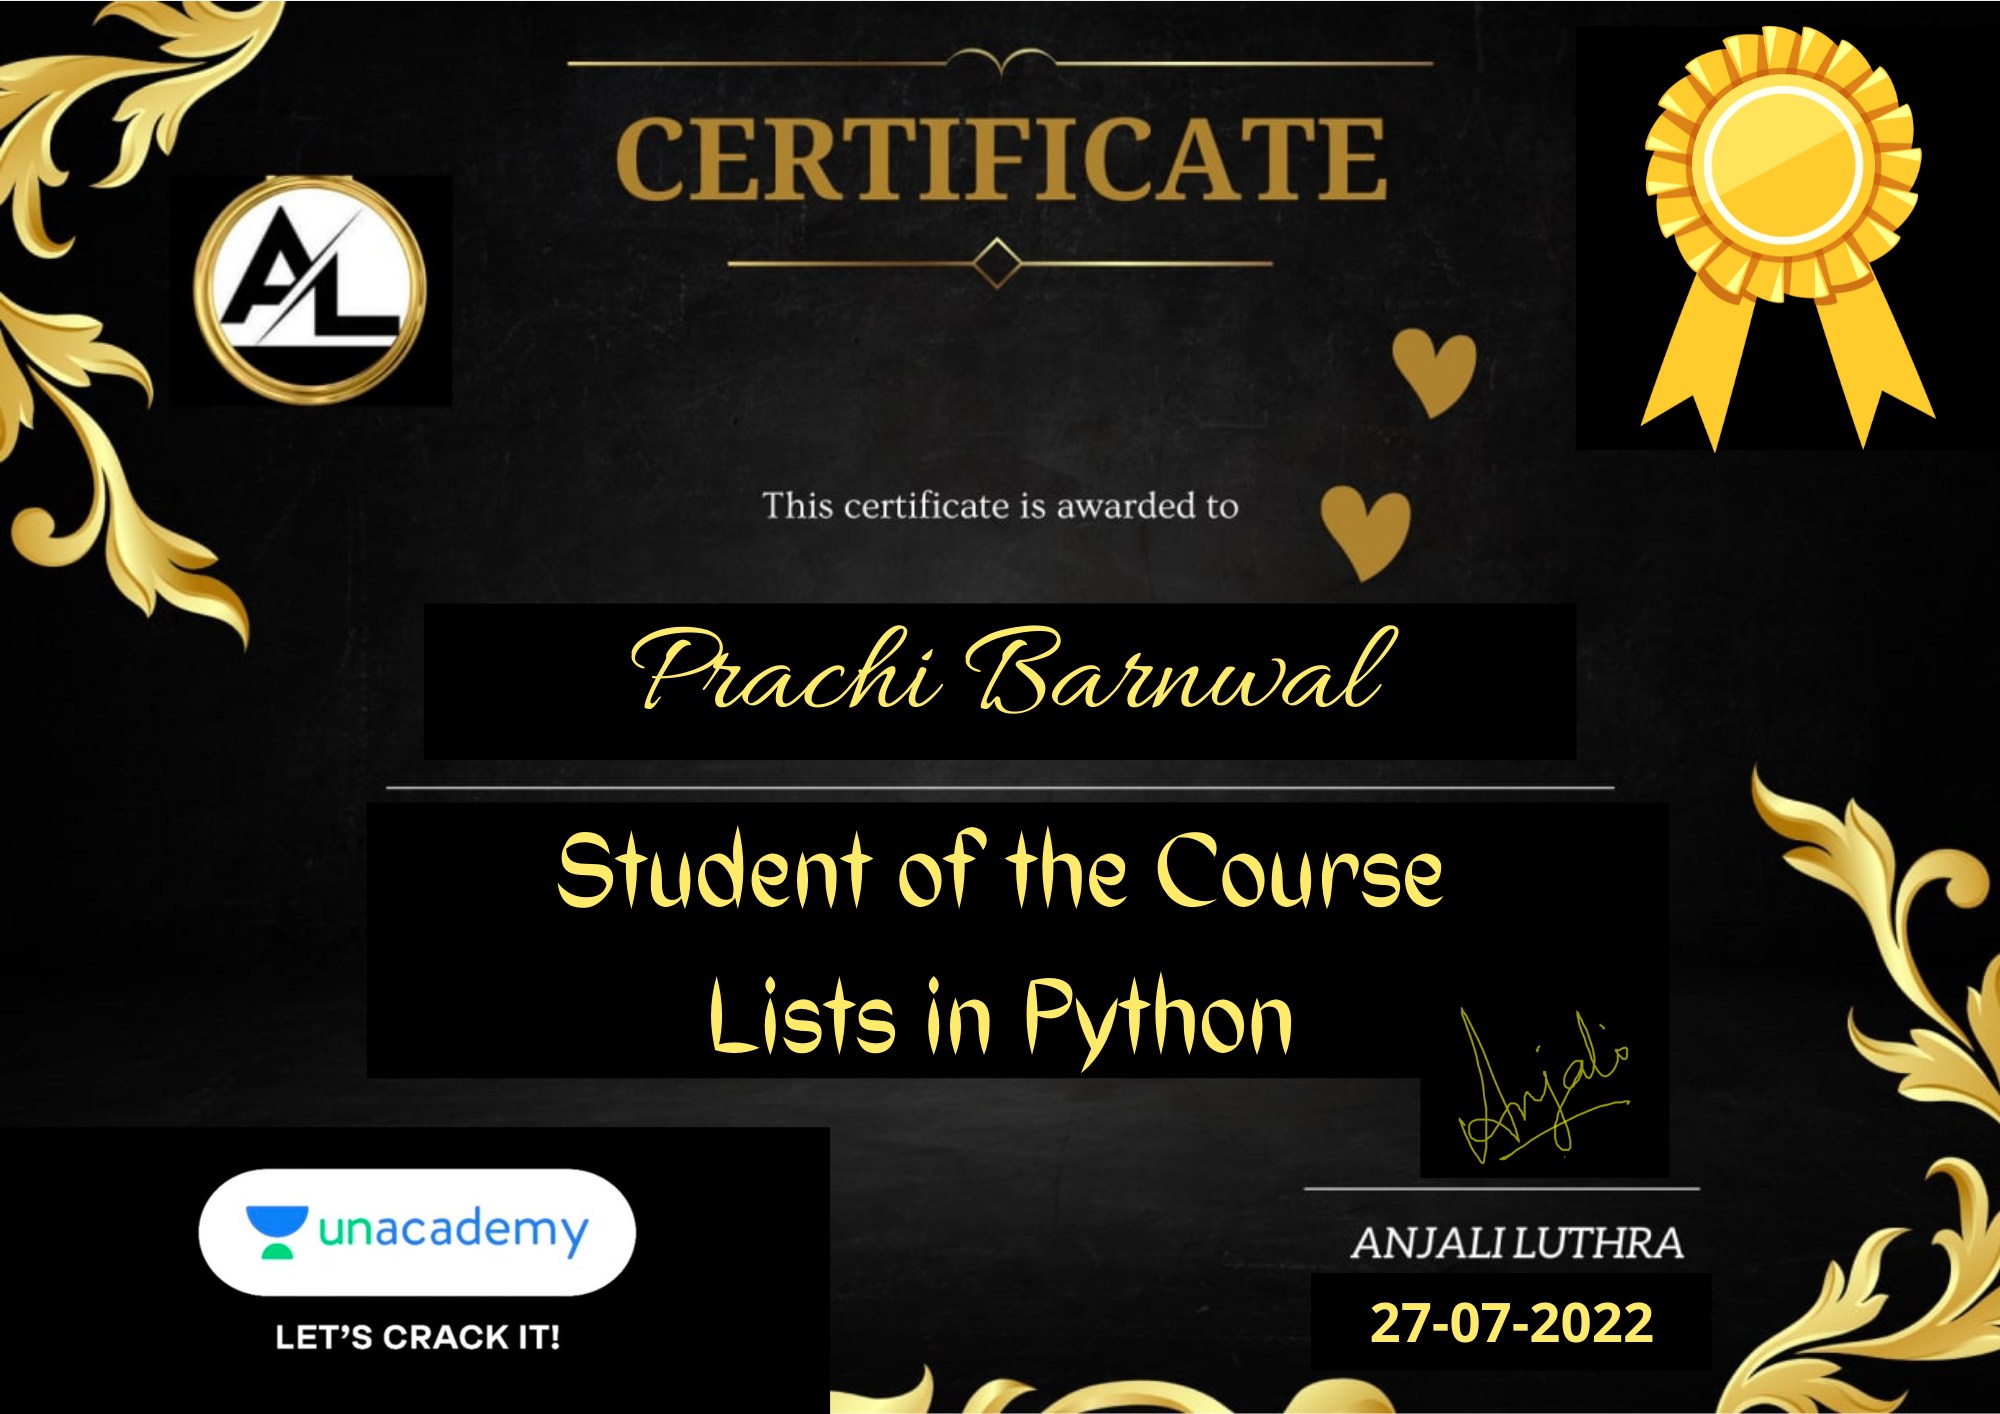 CERTIFICATE
AL
This certificate is awarded to
Prachi Barnwal
Student of the Course
Lists in Python
Anjali
unacademy
LET'S CRACK IT!
ANJALI LUTHRA
27-07-2022